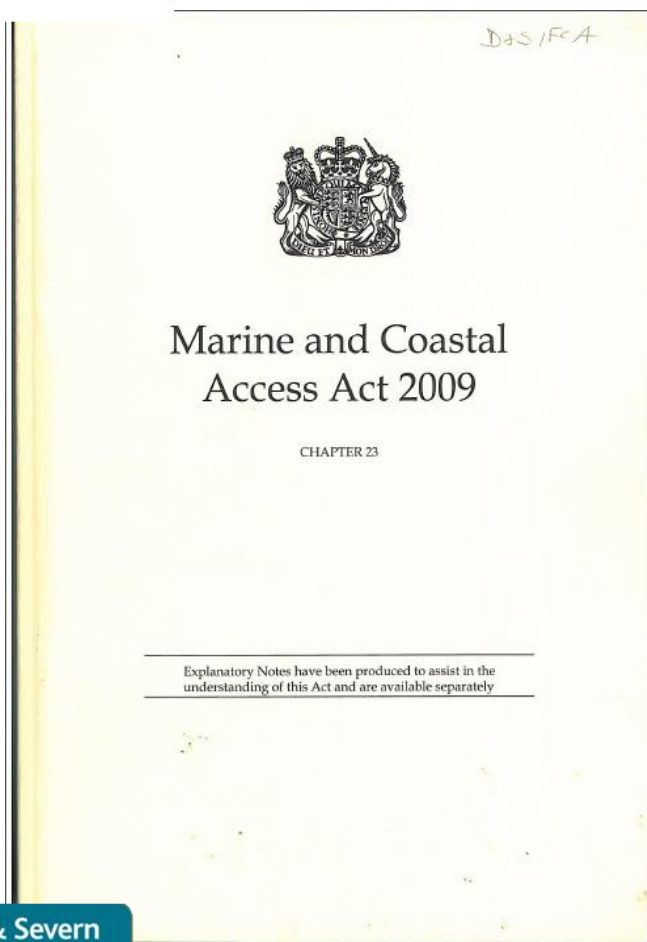 D&SIFCA
DIEU ET MON DROIT
Marine and Coastal
Access Act 2009
CHAPTER 23
Explanatory Notes have been produced to assist in the
understanding of this Act and are available separately
& Severn